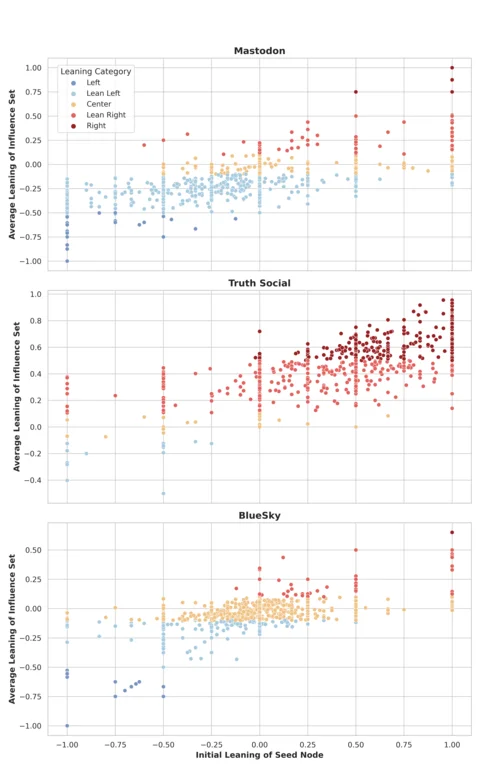 Mastodon
Leaning Category
Left
Lean Left
Center
Lean Right
Right
1.00
0.75
0.50
0.25
0.00
−0.25
−0.50
−0.75
−1.00
Average Leaning of Influence Set
Truth Social
1.0
0.8
0.6
0.4
0.2
0.0
−0.2
−0.4
Average Leaning of Influence Set
BlueSky
0.50
0.25
0.00
−0.25
−0.50
−0.75
−1.00
Average Leaning of Influence Set
−1.00 −0.75 −0.50 −0.25 0.00 0.25 0.50 0.75 1.00
Initial Leaning of Seed Node